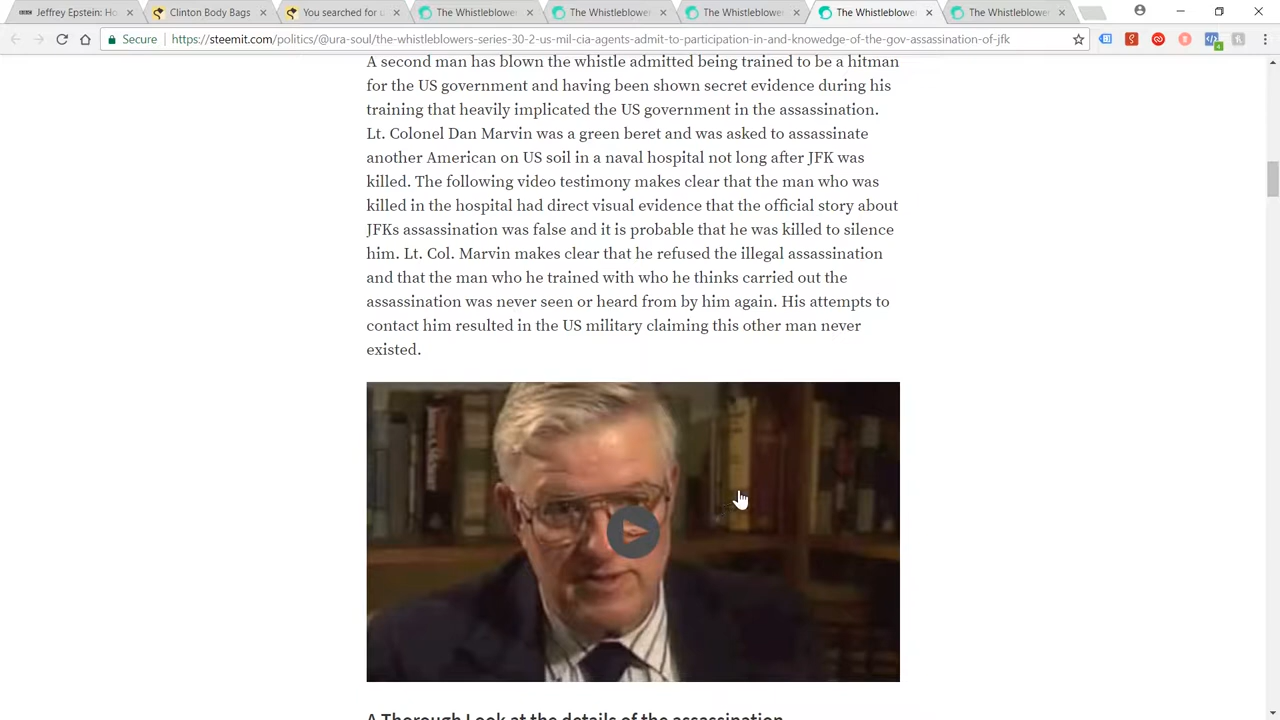 Jeffrey Epstein: Ho
Clinton Body Bags
You searched for u
The Whistleblower
The Whistleblower
The Whistleblower
The Whistleblower
The Whistleblower
Secure
https://steemit.com/politics/@ura-soul/the-whistleblowers-series-30-2-us-mil-cia-agents-admit-to-participation-in-and-knowledge-of-the-gov-assassination-of-jfk
A second man has blown the whistle admitted being trained to be a hitman
for the US government and having been shown secret evidence during his
training that heavily implicated the US government in the assassination.
Lt. Colonel Dan Marvin was a green beret and was asked to assassinate
another American on US soil in a naval hospital not long after JFK was
killed. The following video testimony makes clear that the man who was
killed in the hospital had direct visual evidence that the official story about
JFKs assassination was false and it is probable that he was killed to silence
him. Lt. Col. Marvin makes clear that he refused the illegal assassination
and that the man who he trained with who he thinks carried out the
assassination was never seen or heard from by him again. His attempts to
contact him resulted in the US military claiming this other man never
existed.
A Thorough Look at the details of the assassination